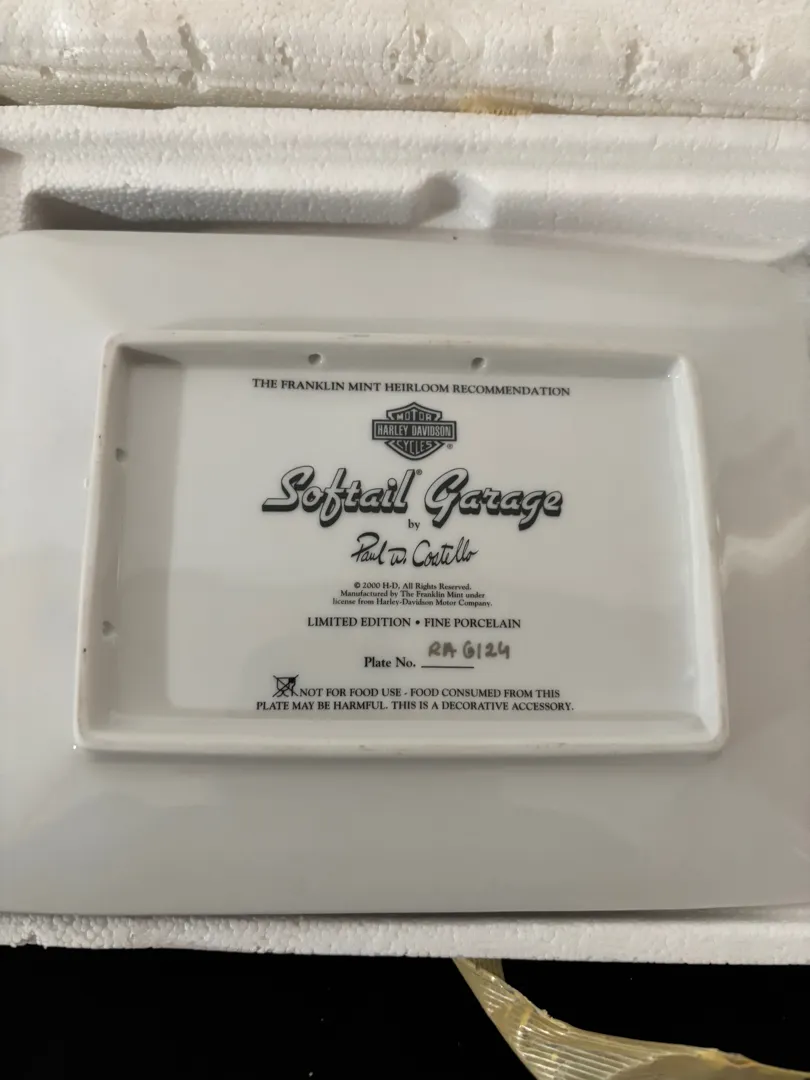 THE FRANKLIN MINT HEIRLOOM RECOMMENDATION
MOTOR
HARLEY DAVIDSON
CYCLES ®
Softail® Garage
by
Paul W. Costello
© 2000 H-D, All Rights Reserved.
Manufactured by The Franklin Mint under
license from Harley-Davidson Motor Company.
LIMITED EDITION • FINE PORCELAIN
Plate No. RA 6124
NOT FOR FOOD USE - FOOD CONSUMED FROM THIS
PLATE MAY BE HARMFUL. THIS IS A DECORATIVE ACCESSORY.